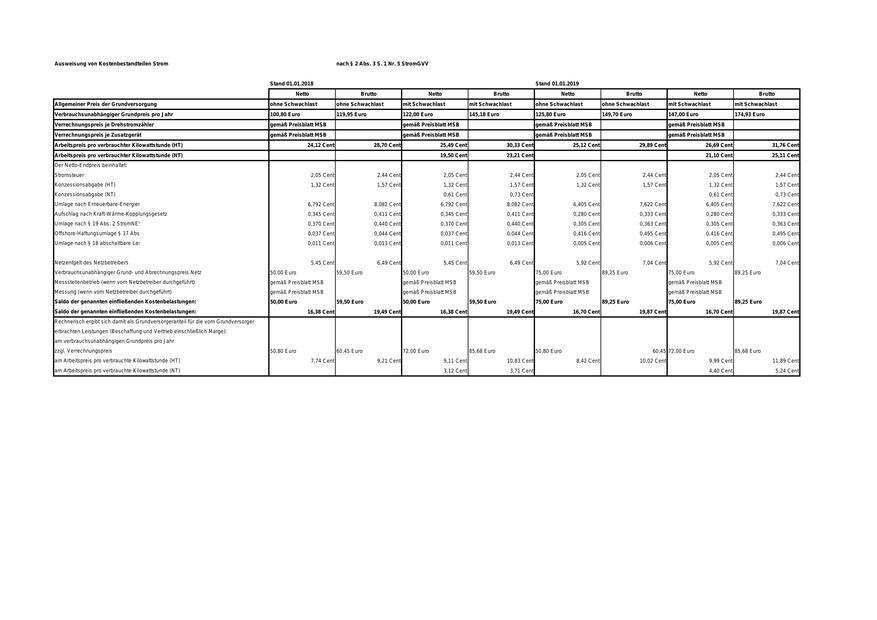 Ausweisung von Kostenbestandteilen Strom nach § 2 Abs. 3 S. 1 Nr. 5 StromGVV
Stand 01.01.2018 Stand 01.01.2019
Netto Brutto Netto Brutto Netto Brutto Netto Brutto
Allgemeiner Preis der Grundversorgung ohne Schwachlast ohne Schwachlast mit Schwachlast mit Schwachlast ohne Schwachlast ohne Schwachlast mit Schwachlast mit Schwachlast
Verbrauchsunabhängiger Grundpreis pro Jahr 100,80 Euro 119,95 Euro 122,00 Euro 145,18 Euro 125,80 Euro 149,70 Euro 147,00 Euro 174,93 Euro
Verrechnungspreis je Drehstromzähler gemäß Preisblatt MSB gemäß Preisblatt MSB gemäß Preisblatt MSB gemäß Preisblatt MSB
Verrechnungspreis je Zusatzgerät gemäß Preisblatt MSB gemäß Preisblatt MSB gemäß Preisblatt MSB gemäß Preisblatt MSB
Arbeitspreis pro verbrauchter Kilowattstunde (HT) 24,12 Cent 28,70 Cent 25,49 Cent 30,33 Cent 25,12 Cent 29,89 Cent 26,69 Cent 31,76 Cent
Arbeitspreis pro verbrauchter Kilowattstunde (NT) 19,50 Cent 23,21 Cent 21,10 Cent 25,11 Cent
Der Netto-Endpreis beinhaltet:
Stromsteuer 2,05 Cent 2,44 Cent 2,05 Cent 2,44 Cent 2,05 Cent 2,44 Cent 2,05 Cent 2,44 Cent
Konzessionsabgabe (HT) 1,32 Cent 1,57 Cent 1,32 Cent 1,57 Cent 1,32 Cent 1,57 Cent 1,32 Cent 1,57 Cent
Konzessionsabgabe (NT) 0,61 Cent 0,73 Cent 0,61 Cent 0,73 Cent
Umlage nach Erneuerbare-Energier 6,792 Cent 8,082 Cent 6,792 Cent 8,082 Cent 6,405 Cent 7,622 Cent 6,405 Cent 7,622 Cent
Aufschlag nach Kraft-Wärme-Kopplungsgesetz 0,345 Cent 0,411 Cent 0,345 Cent 0,411 Cent 0,280 Cent 0,333 Cent 0,280 Cent 0,333 Cent
Umlage nach § 19 Abs. 2 StromNE 0,370 Cent 0,440 Cent 0,370 Cent 0,440 Cent 0,305 Cent 0,363 Cent 0,305 Cent 0,363 Cent
Offshore-Haftungsumlage § 17 Abs 0,037 Cent 0,044 Cent 0,037 Cent 0,044 Cent 0,416 Cent 0,495 Cent 0,416 Cent 0,495 Cent
Umlage nach § 18 abschaltbare La 0,011 Cent 0,013 Cent 0,011 Cent 0,013 Cent 0,005 Cent 0,006 Cent 0,005 Cent 0,006 Cent
Netzentgelt des Netzbetreibers 5,45 Cent 6,49 Cent 5,45 Cent 6,49 Cent 5,92 Cent 7,04 Cent 5,92 Cent 7,04 Cent
Verbrauchsunabhängiger Grund- und Abrechnungspreis Netz 50,00 Euro 59,50 Euro 50,00 Euro 59,50 Euro 75,00 Euro 89,25 Euro 75,00 Euro 89,25 Euro
Messstellenbetrieb (wenn vom Netzbetreiber durchgeführt) gemäß Preisblatt MSB gemäß Preisblatt MSB gemäß Preisblatt MSB gemäß Preisblatt MSB
Messung (wenn vom Netzbetreiber durchgeführt) gemäß Preisblatt MSB gemäß Preisblatt MSB gemäß Preisblatt MSB gemäß Preisblatt MSB
Saldo der genannten einfließenden Kostenbelastungen: 50,00 Euro 59,50 Euro 50,00 Euro 59,50 Euro 75,00 Euro 89,25 Euro 75,00 Euro 89,25 Euro
Saldo der genannten einfließenden Kostenbelastungen: 16,38 Cent 19,49 Cent 16,38 Cent 19,49 Cent 16,70 Cent 19,87 Cent 16,70 Cent 19,87 Cent
Rechnerisch ergibt sich damit als Grundversorgeranteil für die vom Grundversorger
erbrachten Leistungen (Beschaffung und Vertrieb einschließlich Marge):
am verbrauchsunabhängigen Grundpreis pro Jahr
zzgl. Verrechnungspreis 50,80 Euro 60,45 Euro 72,00 Euro 85,68 Euro 50,80 Euro 60,45 72,00 Euro 85,68 Euro
am Arbeitspreis pro verbrauchte Kilowattstunde (HT) 7,74 Cent 9,21 Cent 9,11 Cent 10,83 Cent 8,42 Cent 10,02 Cent 9,99 Cent 11,89 Cent
am Arbeitspreis pro verbrauchte Kilowattstunde (NT) 3,12 Cent 3,71 Cent 4,40 Cent 5,24 Cent